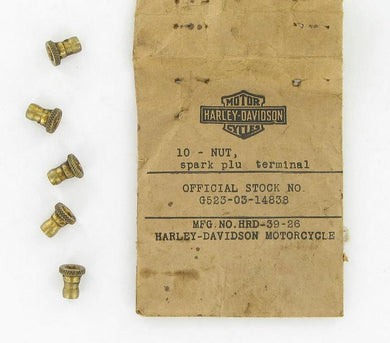 MOTOR
HARLEY-DAVIDSON
CYCLES
10 - NUT,
spark plu terminal
OFFICIAL STOCK NO.
G523-03-14838
MFG NO. HRD-39-26
HARLEY-DAVIDSON MOTORCYCLE